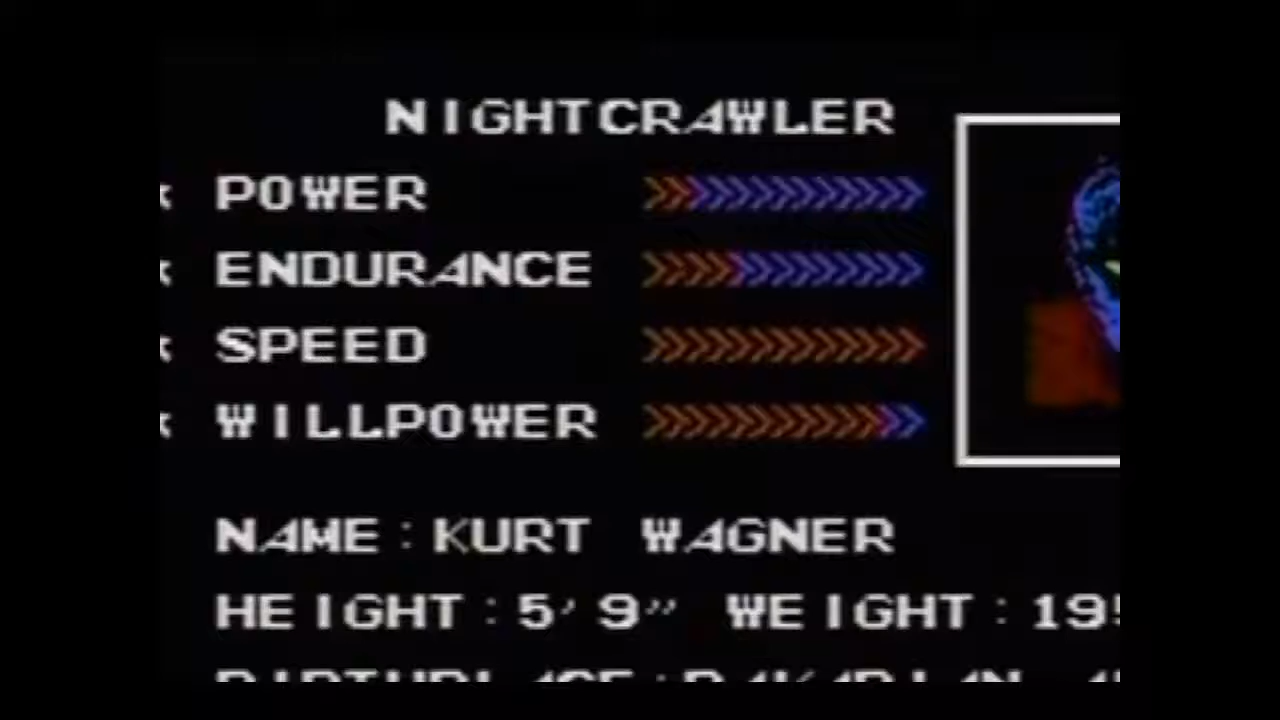 NIGHTCRAWLER
POWER
ENDURANCE
SPEED
WILLPOWER
NAME:KURT WAGNER
HEIGHT:5'9" WEIGHT:19